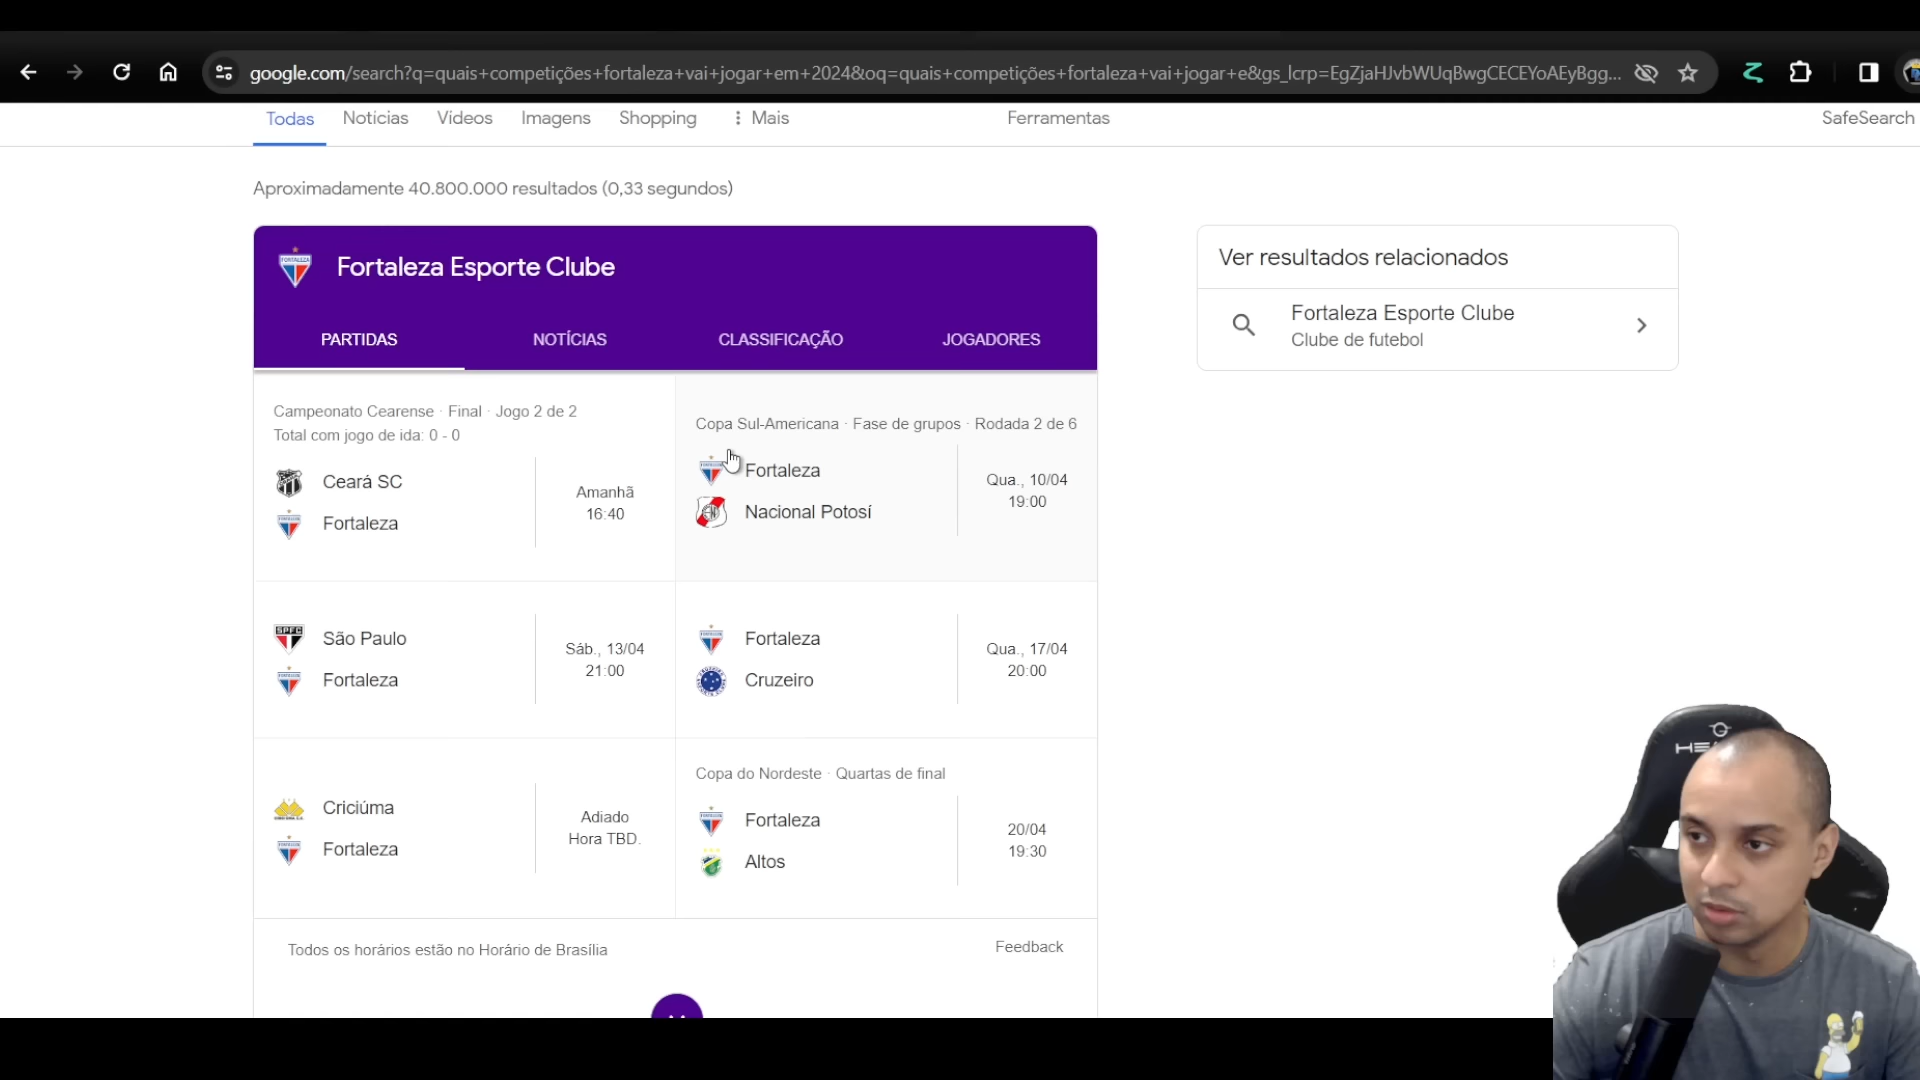 google.com/search?q=quais+competições+fortaleza+vai+jogar+em+2024&oq=quais+competições+fortaleza+vai+jogar+e&gs_lcrp=EgZjaHJvbWUqBwgCECEYoAEyBgg...
Todas Notícias Vídeos Imagens Shopping Mais Ferramentas SafeSearch
Aproximadamente 40.800.000 resultados (0,33 segundos)
Fortaleza Esporte Clube
PARTIDAS NOTÍCIAS CLASSIFICAÇÃO JOGADORES
Campeonato Cearense · Final · Jogo 2 de 2
Total com jogo de ida: 0 - 0
Ceará SC
Fortaleza
Amanhã
16:40
Copa Sul-Americana · Fase de grupos · Rodada 2 de 6
Fortaleza
Nacional Potosí
Qua., 10/04
19:00
São Paulo
Fortaleza
Sáb., 13/04
21:00
Fortaleza
Cruzeiro
Qua., 17/04
20:00
Criciúma
Fortaleza
Adiado
Hora TBD.
Copa do Nordeste · Quartas de final
Fortaleza
Altos
20/04
19:30
Todos os horários estão no Horário de Brasília
Feedback
Ver resultados relacionados
Fortaleza Esporte Clube
Clube de futebol